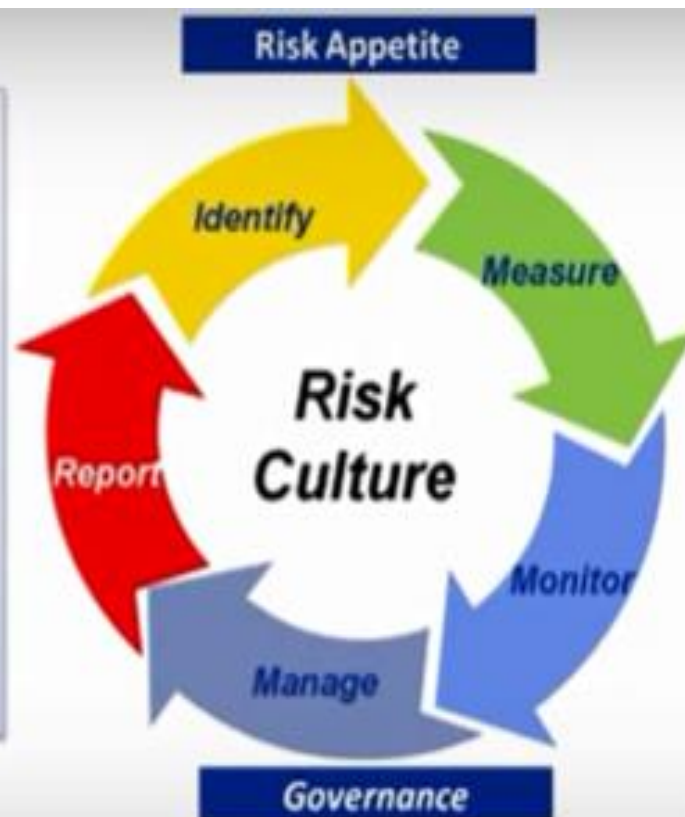 Risk Appetite
Identify
Measure
Risk
Culture
Report
Monitor
Manage
Governance